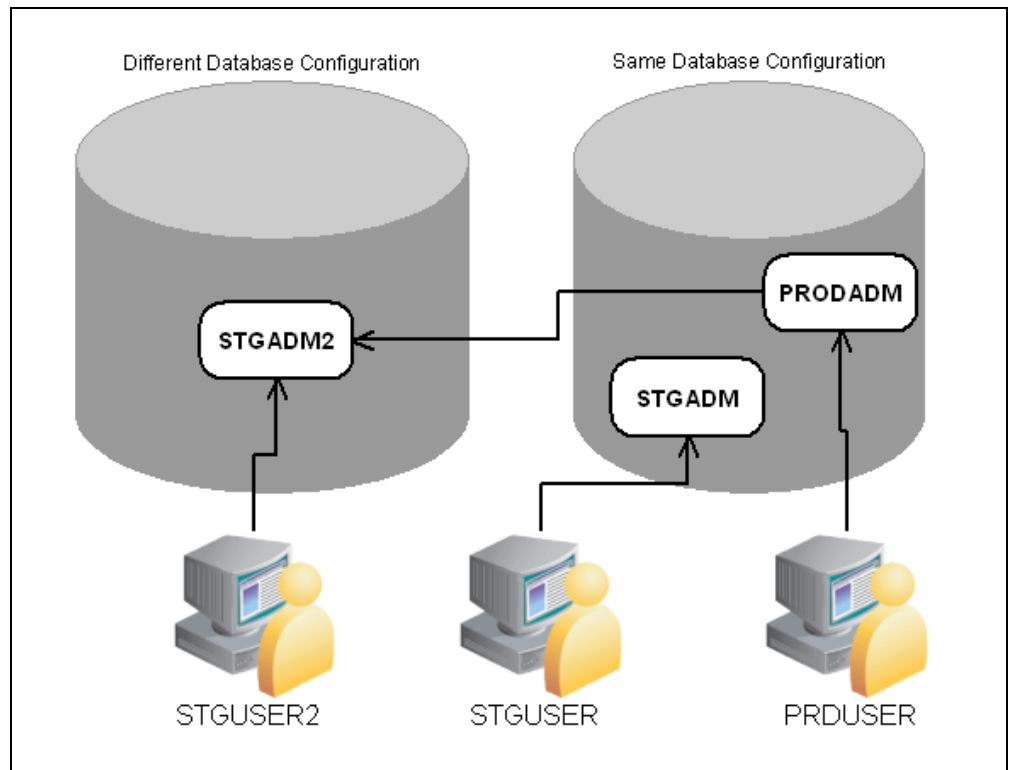 Different Database Configuration
Same Database Configuration
PRODADM
STGADM2
STGADM
STGUSER2
STGUSER
PRDUSER